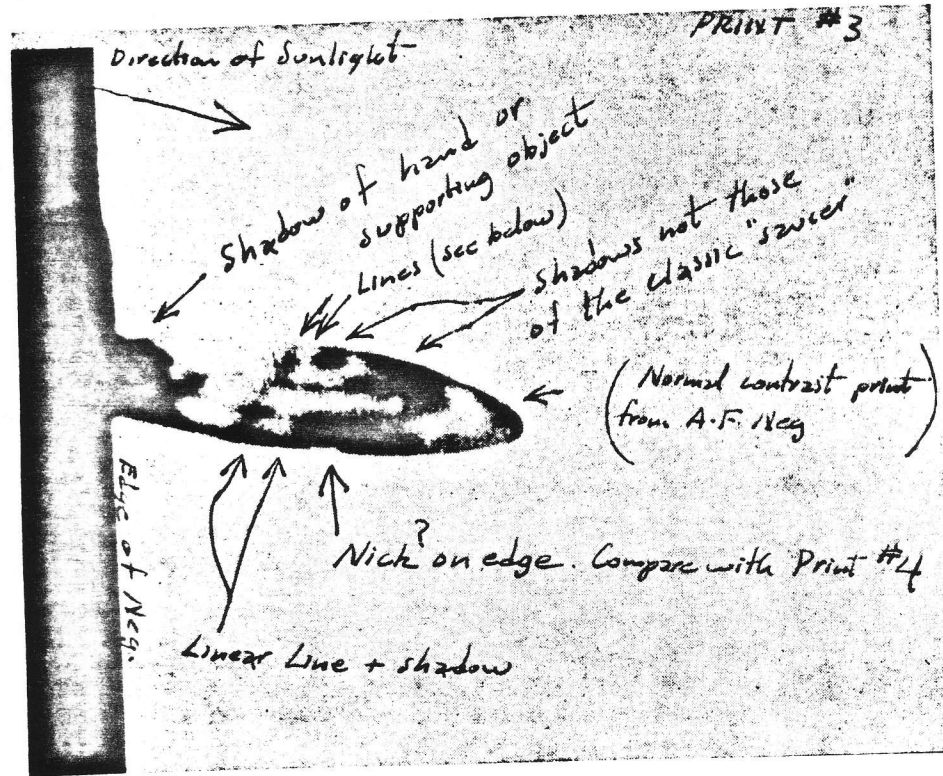 PRINT #3
Direction of Sunlight
Shadow of hand or
supporting object
Lines (see below)
Shadows not those
of the classic "saucer"
(Normal contrast print
from A.F. Neg)
Edge of Neg.
Nick? on edge. Compare with Print #4
Linear Line + shadow